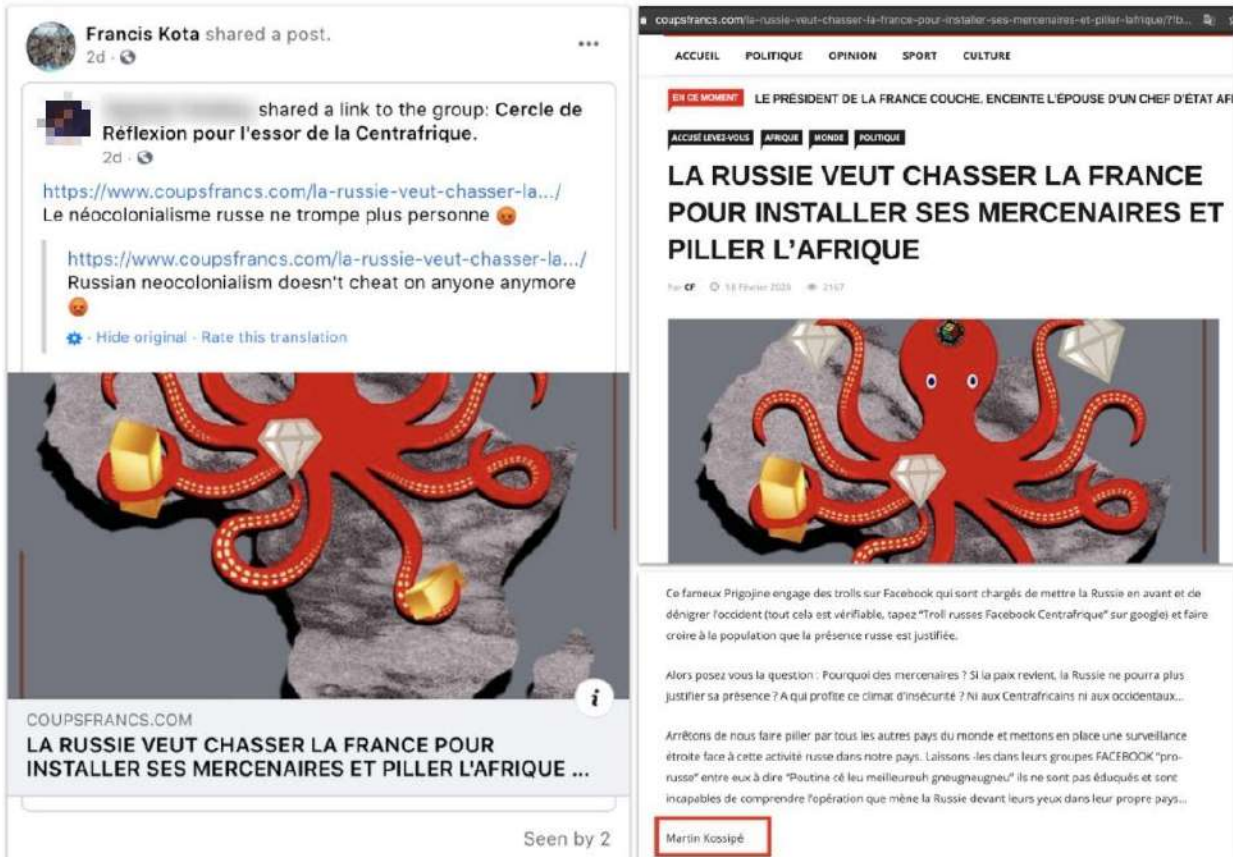 Francis Kota shared a post.
2d
shared a link to the group: Cercle de
Réflexion pour l'essor de la Centrafrique.
2d
https://www.coupsfrancs.com/la-russie-veut-chasser-la.../
Le néocolonialisme russe ne trompe plus personne 😡
https://www.coupsfrancs.com/la-russie-veut-chasser-la.../
Russian neocolonialism doesn't cheat on anyone anymore
😡
Hide original · Rate this translation
i
COUPSFRANCS.COM
LA RUSSIE VEUT CHASSER LA FRANCE POUR
INSTALLER SES MERCENAIRES ET PILLER L'AFRIQUE ...
Seen by 2
coupsfrancs.com/la-russie-veut-chasser-la-france-pour-installer-ses-mercenaires-et-piller-lafrique/?fb...
ACCUEIL POLITIQUE OPINION SPORT CULTURE
EN CE MOMENT LE PRÉSIDENT DE LA FRANCE COUCHE, ENCEINTE L'ÉPOUSE D'UN CHEF D'ÉTAT AFR
ACCUSÉ LEVEZ-VOUS AFRIQUE MONDE POLITIQUE
LA RUSSIE VEUT CHASSER LA FRANCE
POUR INSTALLER SES MERCENAIRES ET
PILLER L'AFRIQUE
Par CF 18 Février 2020 2167
Ce fameux Prigojine engage des trolls sur Facebook qui sont chargés de mettre la Russie en avant et de
dénigrer l'occident (tout cela est vérifiable, tapez "Troll russes Facebook Centrafrique" sur google) et faire
croire à la population que la présence russe est justifiée.
Alors posez vous la question : Pourquoi des mercenaires ? Si la paix revient, la Russie ne pourra plus
justifier sa présence ? A qui profite ce climat d'insécurité ? Ni aux Centrafricains ni aux occidentaux...
Arrêtons de nous faire piller par tous les autres pays du monde et mettons en place une surveillance
étroite face à cette activité russe dans notre pays. Laissons -les dans leurs groupes FACEBOOK "pro-
russe" entre eux à dire "Poutine cé leu meilleureuh gneugneugneu" ils ne sont pas éduqués et sont
incapables de comprendre l'opération que mène la Russie devant leurs yeux dans leur propre pays...
Martin Kossipé